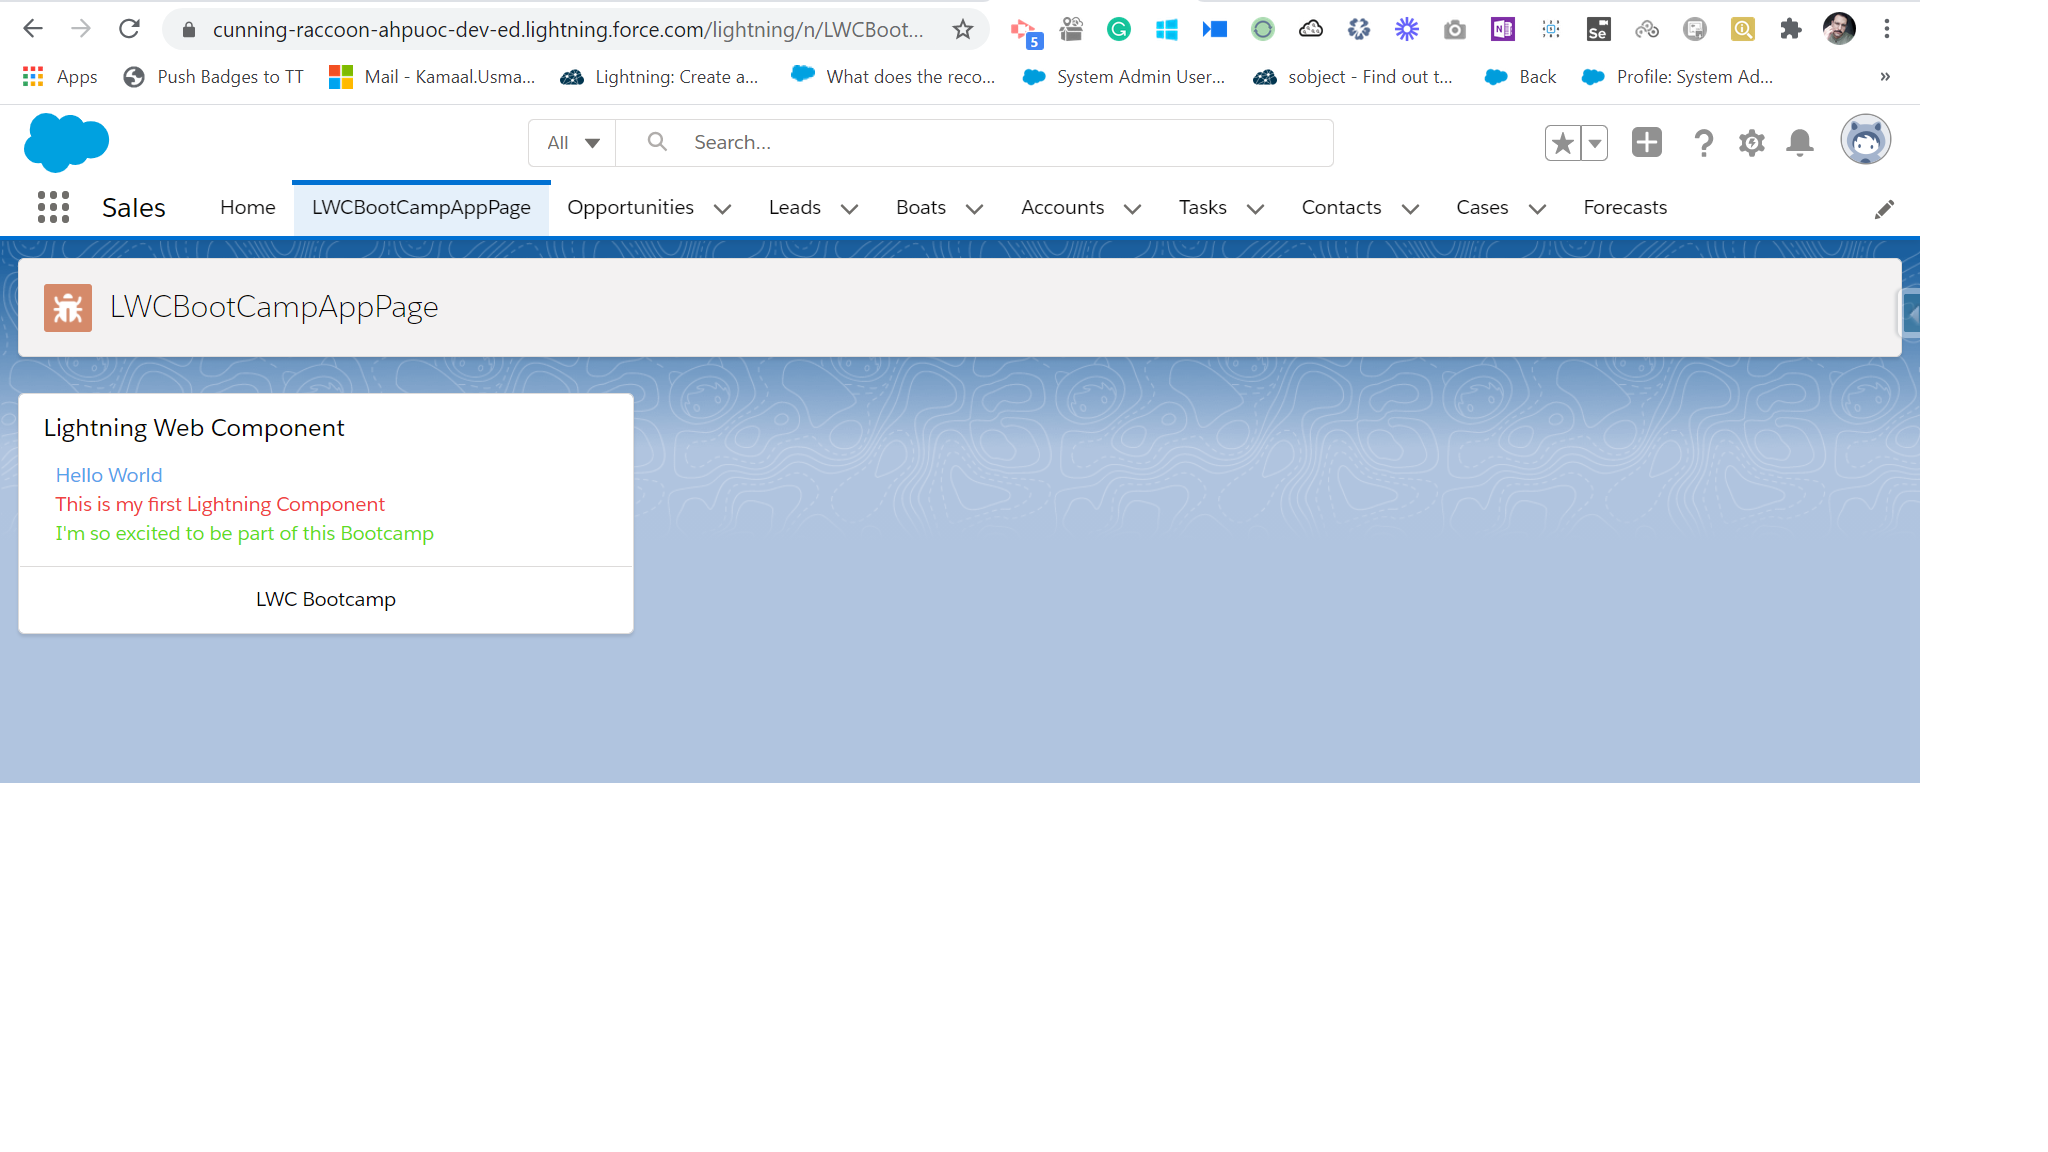 cunning-raccoon-ahpuoc-dev-ed.lightning.force.com/lightning/n/LWCBoot...
5
Se
Apps
Push Badges to TT
Mail - Kamaal.Usma...
Lightning: Create a...
What does the reco...
System Admin User...
sobject - Find out t...
Back
Profile: System Ad...
»
All
Search...
Sales
Home
LWCBootCampAppPage
Opportunities
Leads
Boats
Accounts
Tasks
Contacts
Cases
Forecasts
LWCBootCampAppPage
Lightning Web Component
Hello World
This is my first Lightning Component
I'm so excited to be part of this Bootcamp
LWC Bootcamp